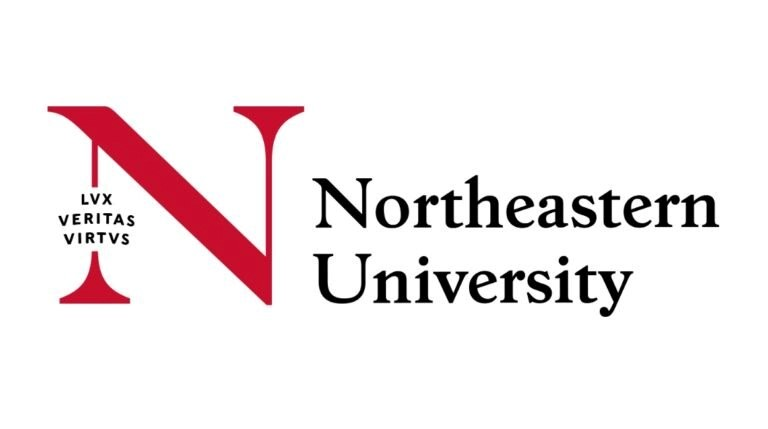 N
LVX
VERITAS
VIRTVS
Northeastern
University